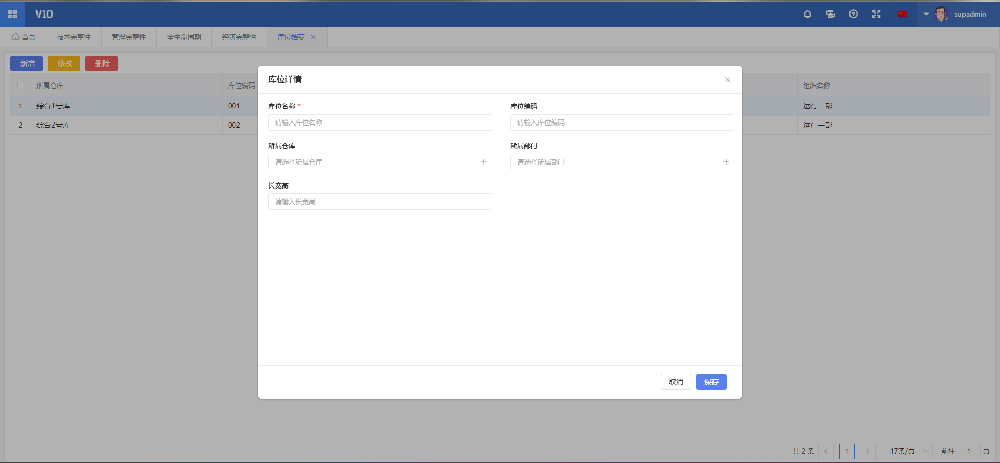 V10
supadmin
首页
技术完整性
管理完整性
全生命周期
经济完整性
库位档案
新增
修改
删除
所属仓库
库位编码
组织名称
1
综合1号库
001
运行一部
2
综合2号库
002
运行一部
库位详情
库位名称 *
库位编码
请输入库位名称
请输入库位编码
所属仓库
所属部门
请选择所属仓库
请选择所属部门
长宽高
请输入长宽高
取消
保存
共 2 条
1
17条/页
前往 1 页